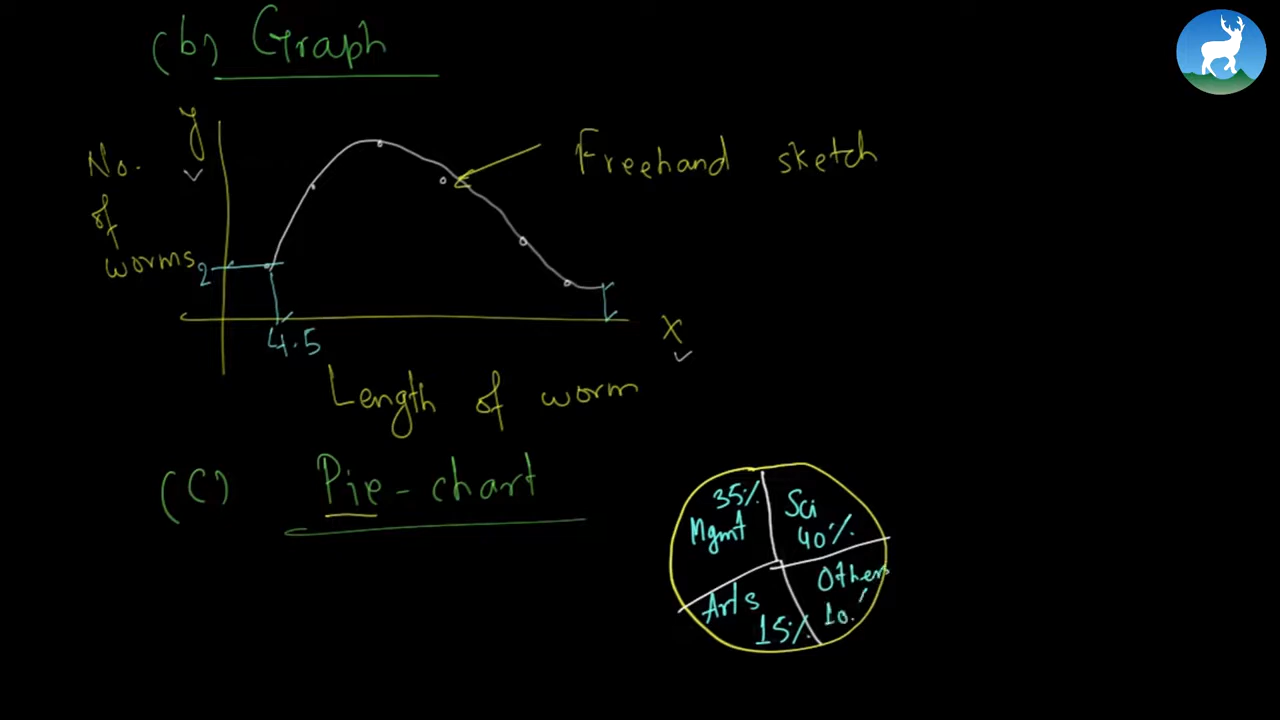 (b) Graph
y
No.
of
worms
Freehand sketch
2
4.5
X
Length of worm
(C) Pie-chart
35%
Mgmt
Sci
40%
Others
10.
Arts
15%